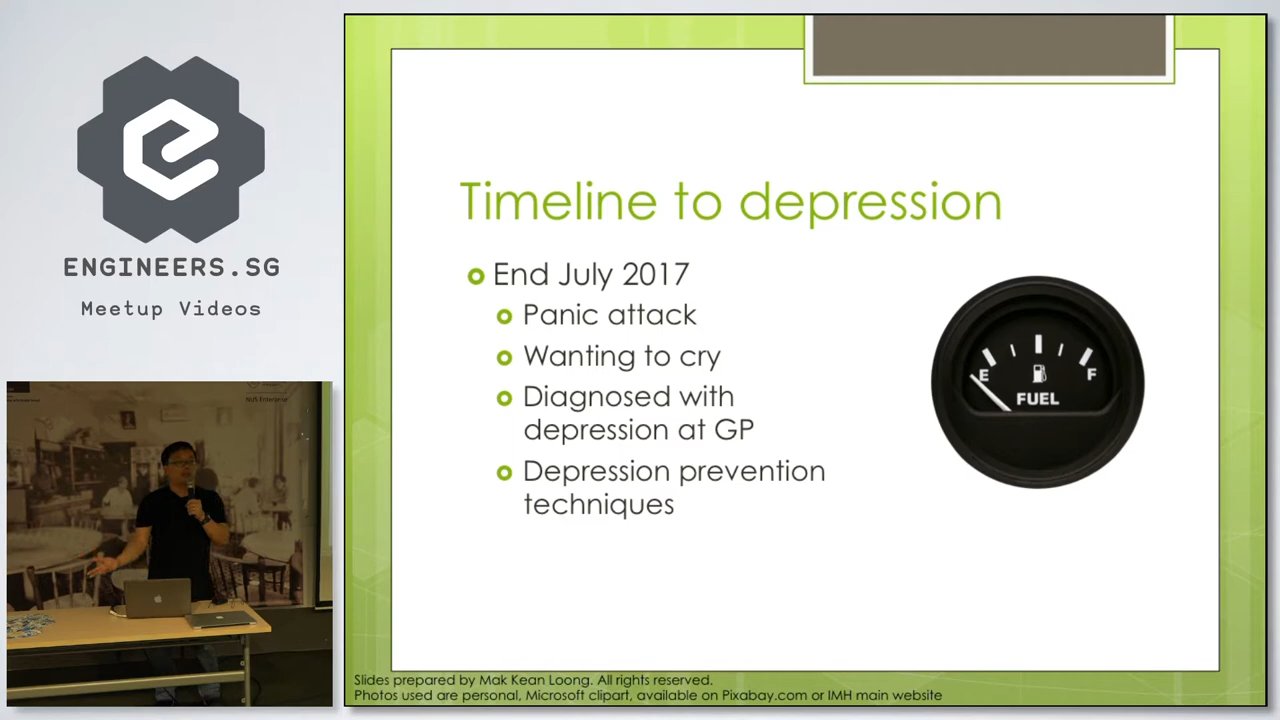 ENGINEERS.SG
Meetup Videos
NUS Enterprise
Timeline to depression
End July 2017
Panic attack
Wanting to cry
Diagnosed with
depression at GP
Depression prevention
techniques
E
F
FUEL
Slides prepared by Mak Kean Loong. All rights reserved.
Photos used are personal, Microsoft clipart, available on Pixabay.com or IMH main website